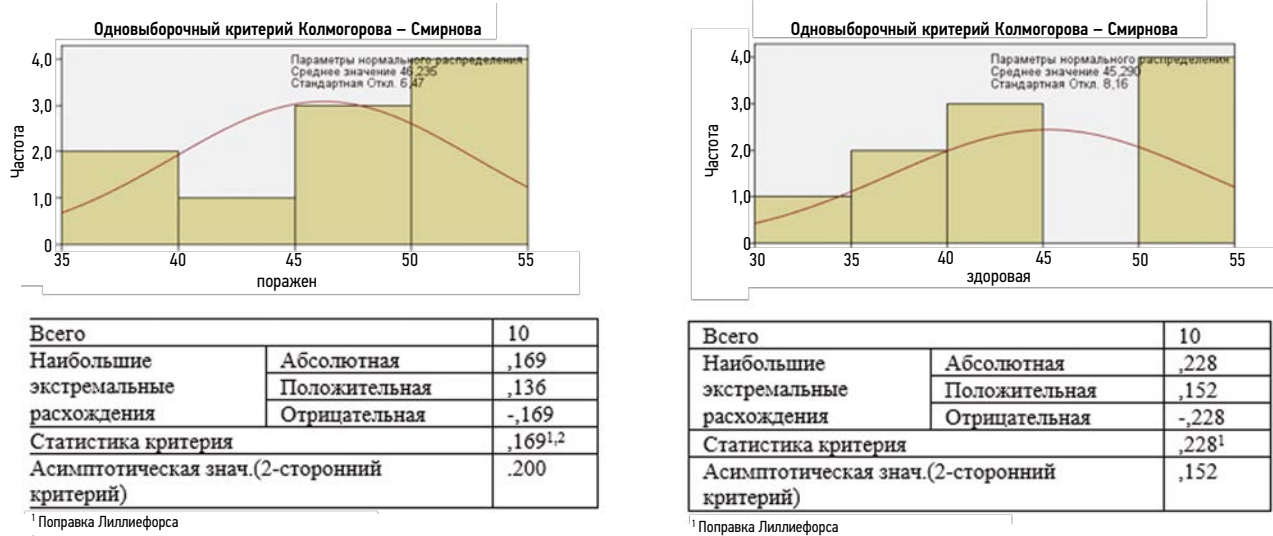 Одновыборочный критерий Колмогорова – Смирнова
Параметры нормального распределения
Среднее значение 46,235
Стандартная Откл. 6,47
Частота
4,0
3,0
2,0
1,0
0
35 40 45 50 55
поражен
Всего 10
Наибольшие экстремальные расхождения
Абсолютная ,169
Положительная ,136
Отрицательная -,169
Статистика критерия ,169¹,²
Асимптотическая знач.(2-сторонний критерий) .200
¹ Поправка Лиллиефорса
Одновыборочный критерий Колмогорова – Смирнова
Параметры нормального распределения
Среднее значение 45,290
Стандартная Откл. 8,16
Частота
4,0
3,0
2,0
1,0
0
30 35 40 45 50 55
здоровая
Всего 10
Наибольшие экстремальные расхождения
Абсолютная ,228
Положительная ,152
Отрицательная -,228
Статистика критерия ,228¹
Асимптотическая знач.(2-сторонний критерий) ,152
¹ Поправка Лиллиефорса